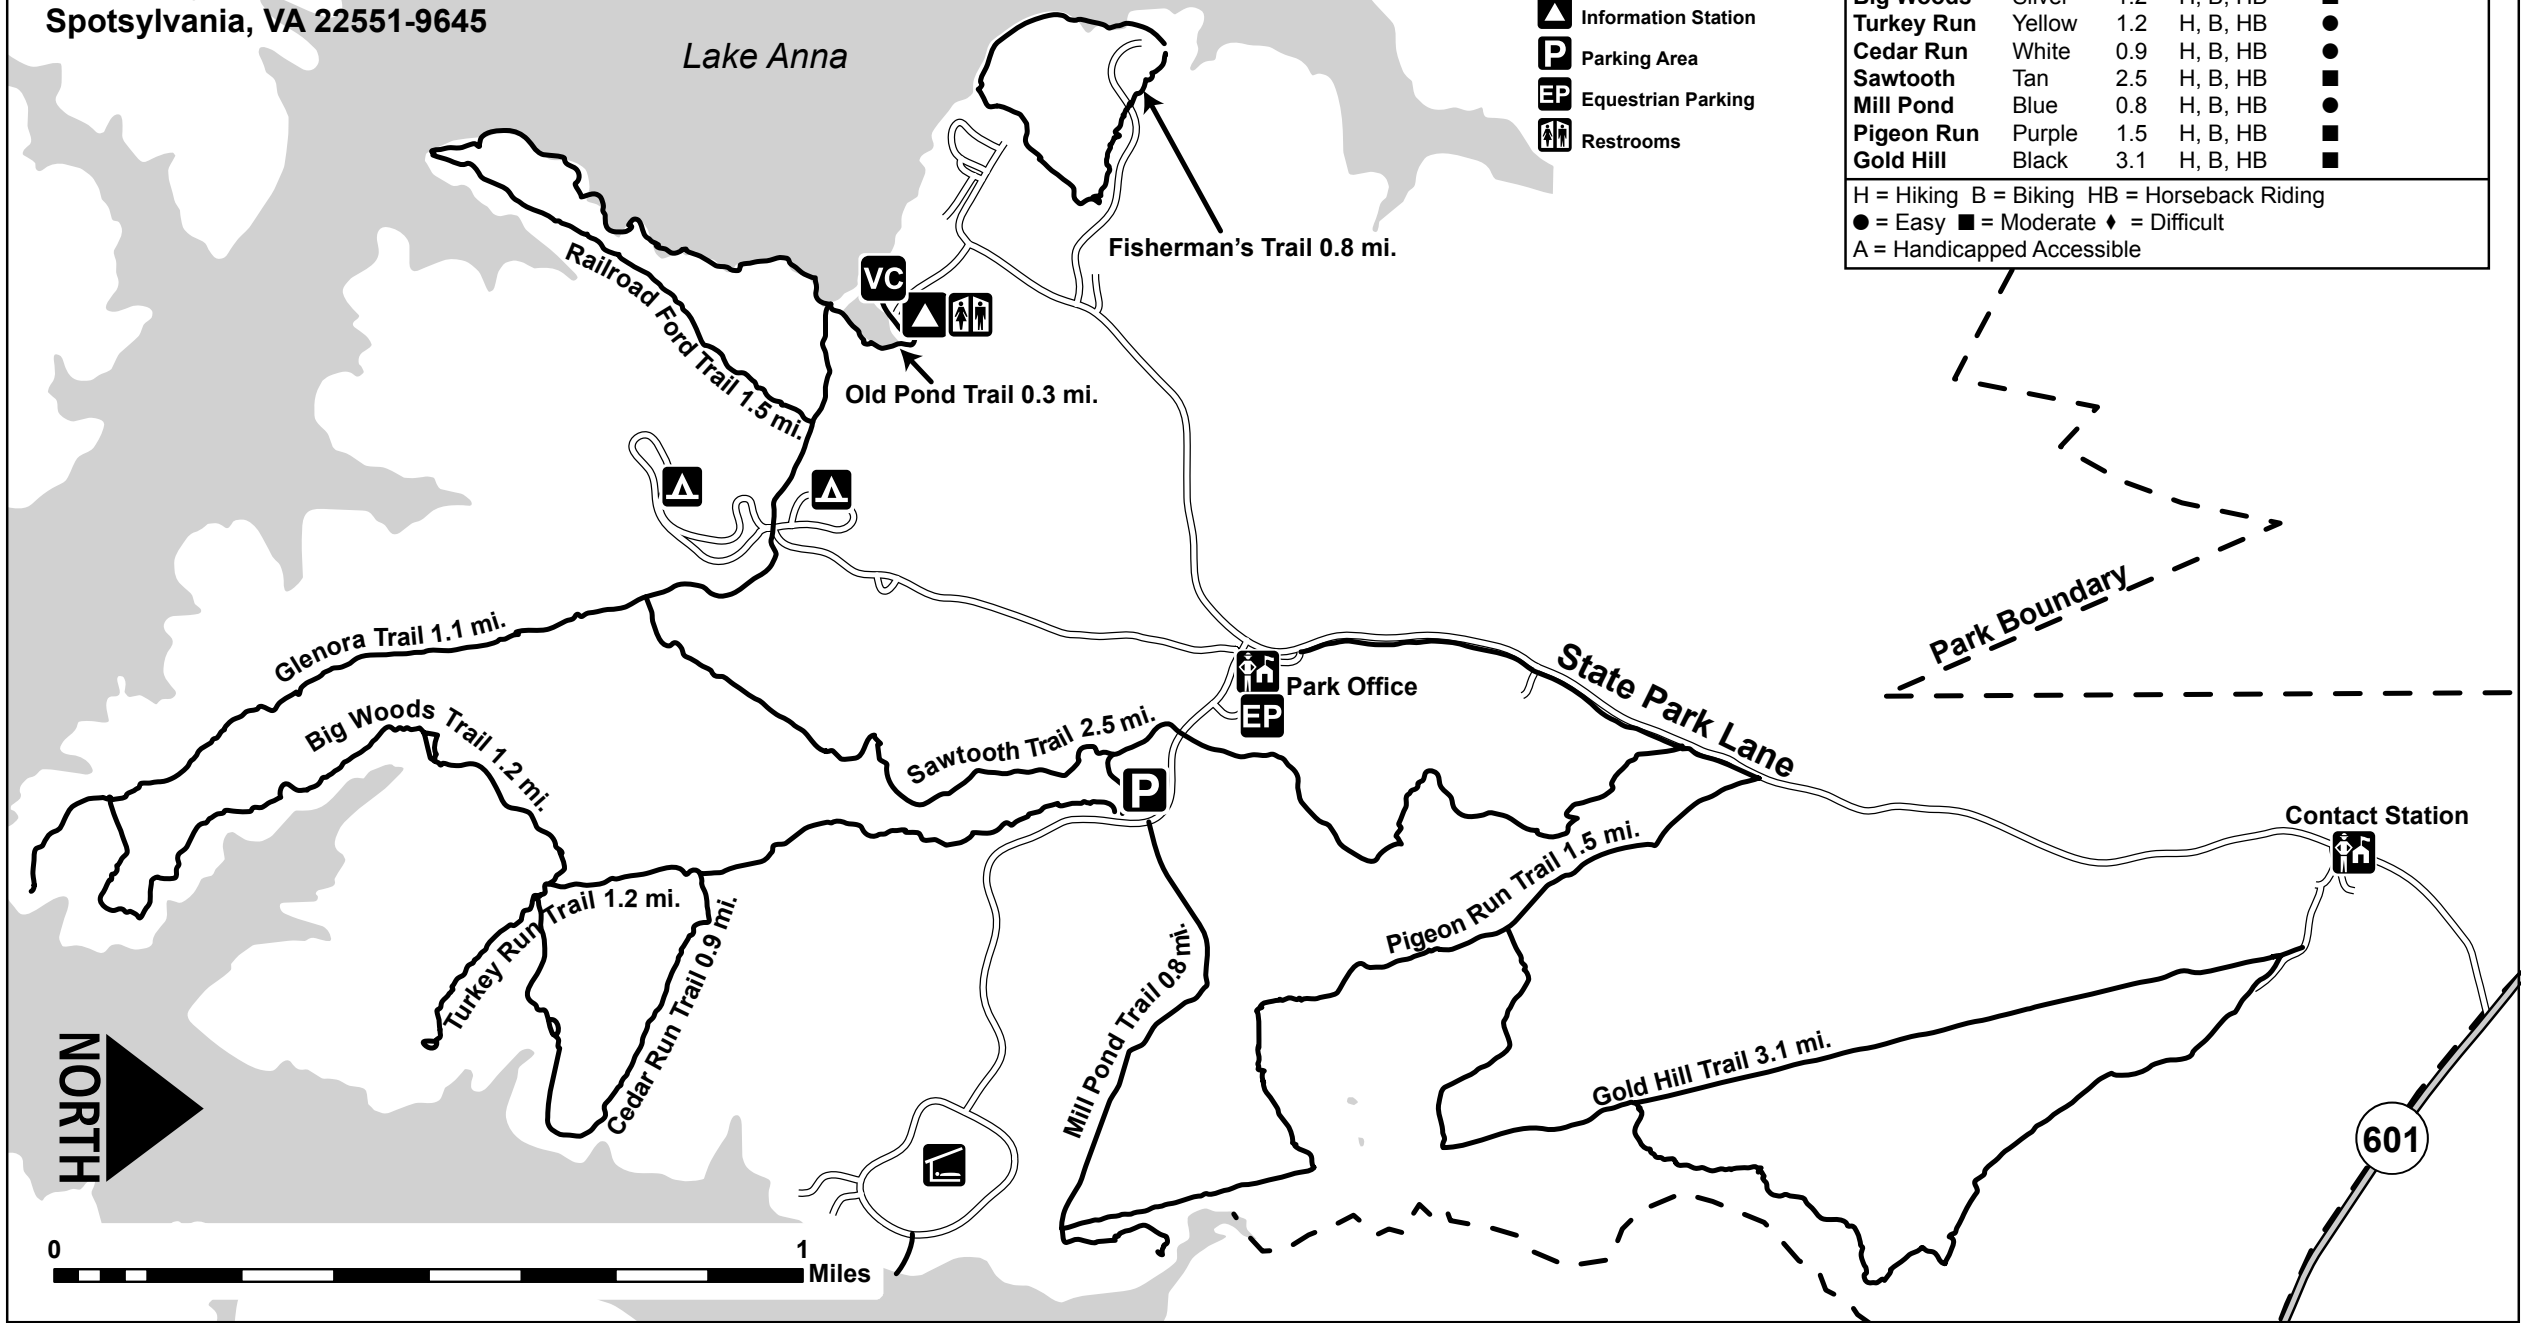 Spotsylvania, VA 22551-9645
Lake Anna
Information Station
P Parking Area
EP Equestrian Parking
Restrooms
Big Woods Silver 1.2 H, B, HB ■
Turkey Run Yellow 1.2 H, B, HB ●
Cedar Run White 0.9 H, B, HB ●
Sawtooth Tan 2.5 H, B, HB ■
Mill Pond Blue 0.8 H, B, HB ●
Pigeon Run Purple 1.5 H, B, HB ■
Gold Hill Black 3.1 H, B, HB ■
H = Hiking B = Biking HB = Horseback Riding
● = Easy ■ = Moderate ♦ = Difficult
A = Handicapped Accessible
Fisherman's Trail 0.8 mi.
Railroad Ford Trail 1.5 mi.
VC
Old Pond Trail 0.3 mi.
Glenora Trail 1.1 mi.
Park Boundary
State Park Lane
Park Office
EP
Big Woods Trail 1.2 mi.
Sawtooth Trail 2.5 mi.
P
Contact Station
Pigeon Run Trail 1.5 mi.
Turkey Run Trail 1.2 mi.
Cedar Run Trail 0.9 mi.
Mill Pond Trail 0.8 mi.
Gold Hill Trail 3.1 mi.
NORTH
601
0 1
Miles